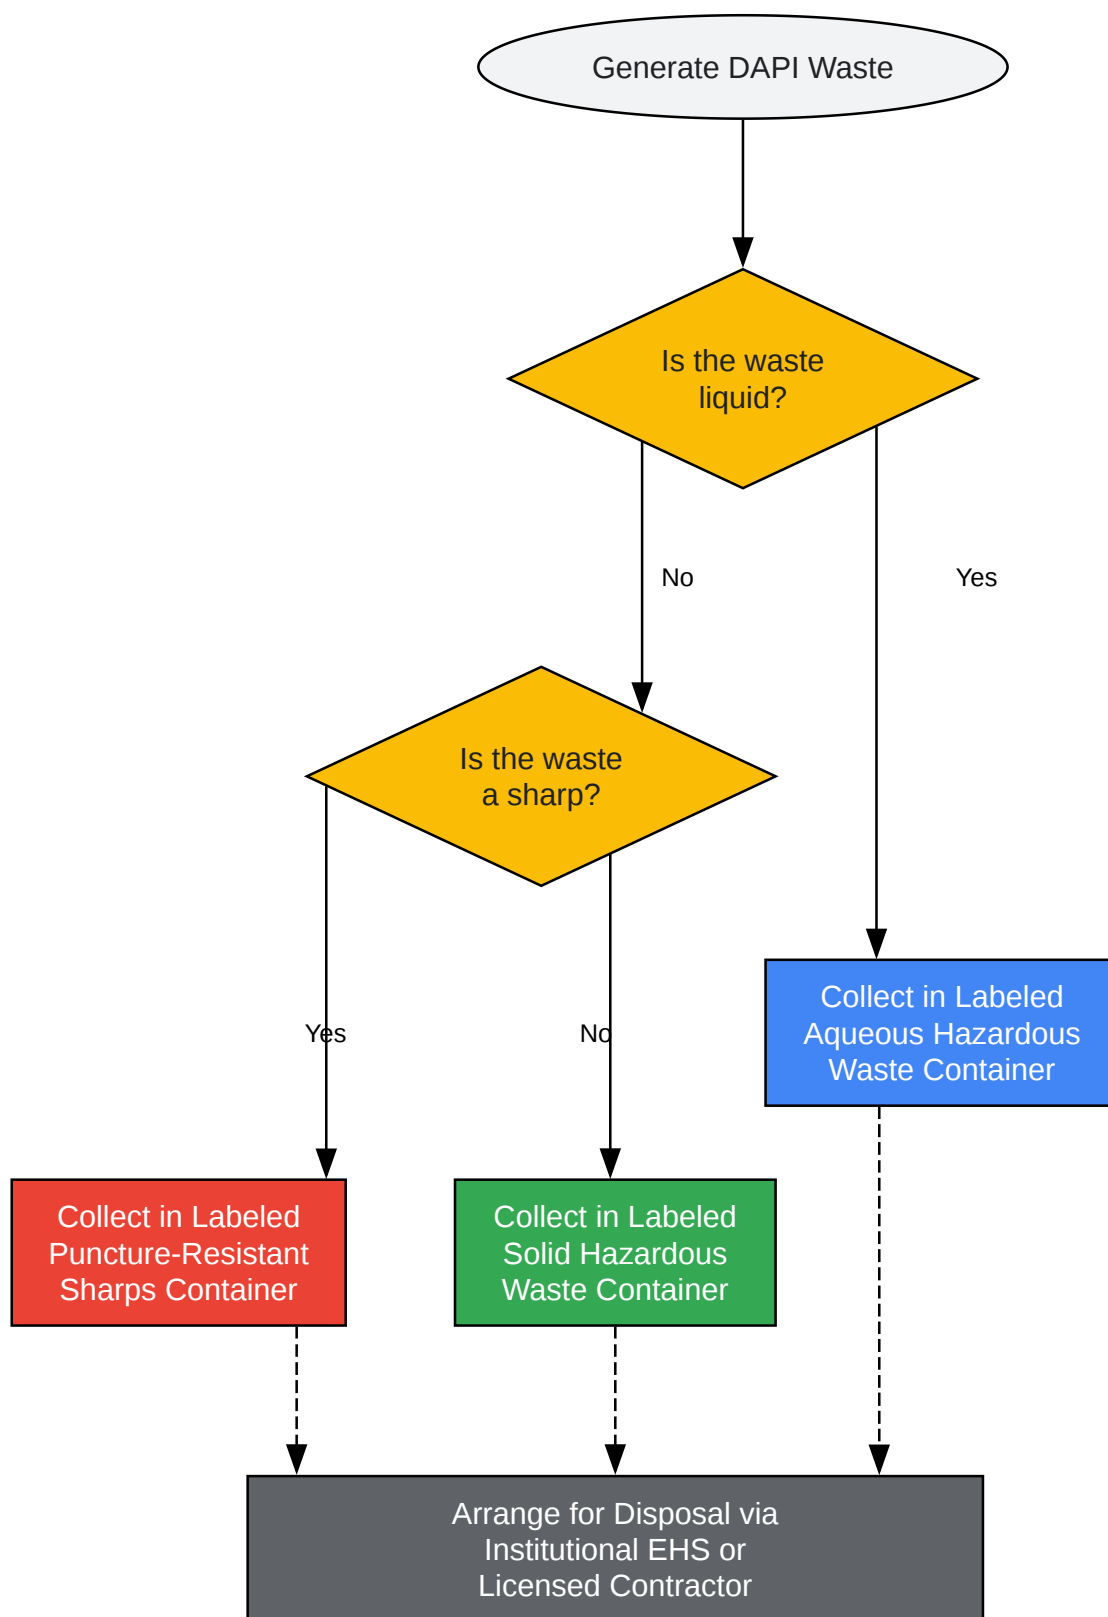 Generate DAPI Waste
Is the waste
liquid?
No
Yes
Is the waste
a sharp?
Yes
No
Collect in Labeled
Aqueous Hazardous
Waste Container
Collect in Labeled
Puncture-Resistant
Sharps Container
Collect in Labeled
Solid Hazardous
Waste Container
Arrange for Disposal via
Institutional EHS or
Licensed Contractor